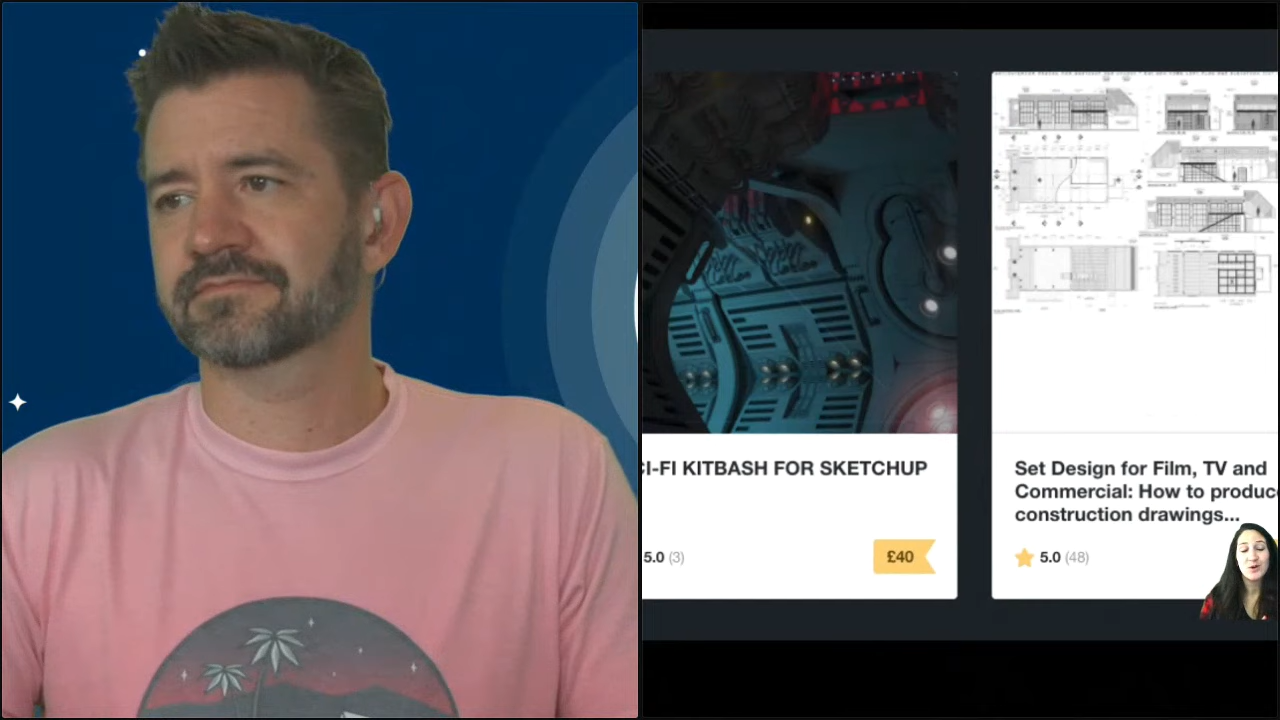 CI-FI KITBASH FOR SKETCHUP
5.0 (3)
£40
Set Design for Film, TV and
Commercial: How to produc
construction drawings...
5.0 (48)